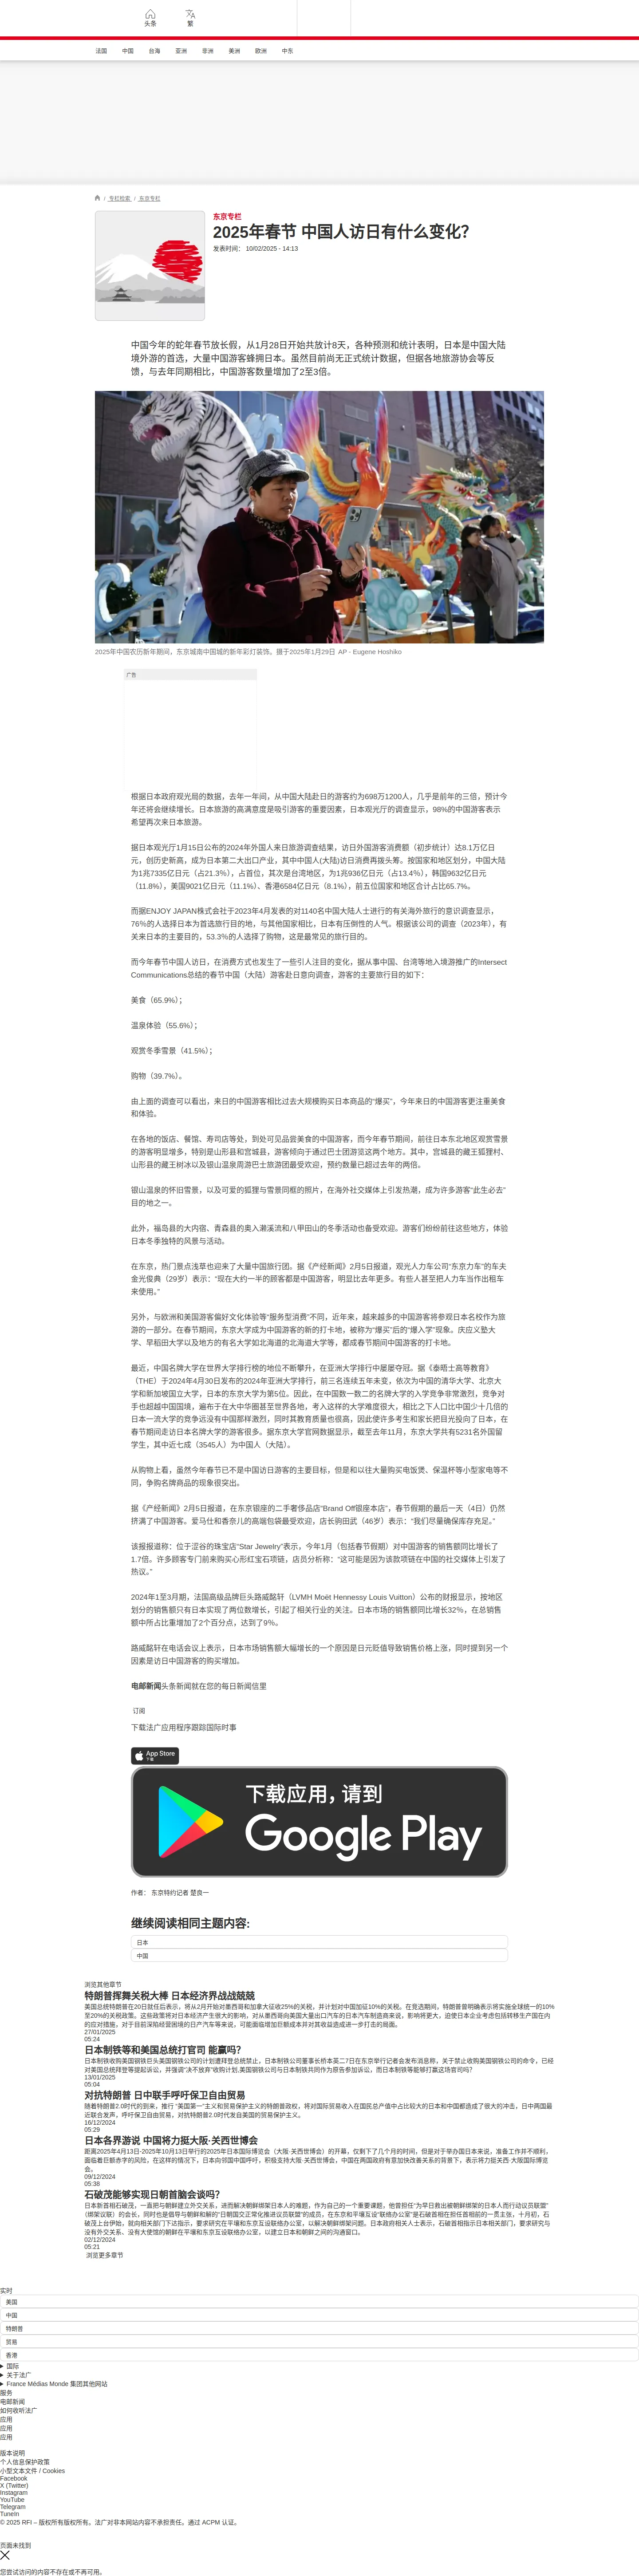 头条
繁
法国 中国 台海 亚洲 非洲 美洲 欧洲 中东
/ 专栏检索 / 东京专栏
东京专栏
2025年春节 中国人访日有什么变化？
发表时间： 10/02/2025 - 14:13
中国今年的蛇年春节放长假，从1月28日开始共放计8天，各种预测和统计表明，日本是中国大陆
境外游的首选，大量中国游客蜂拥日本。虽然目前尚无正式统计数据，但据各地旅游协会等反
馈，与去年同期相比，中国游客数量增加了2至3倍。
2025年中国农历新年期间，东京城南中国城的新年彩灯装饰。摄于2025年1月29日 AP - Eugene Hoshiko
广告
根据日本政府观光局的数据，去年一年间，从中国大陆赴日的游客约为698万1200人，几乎是前年的三倍，预计今
年还将会继续增长。日本旅游的高满意度是吸引游客的重要因素，日本观光厅的调查显示，98%的中国游客表示
希望再次来日本旅游。
据日本观光厅1月15日公布的2024年外国人来日旅游调查结果，访日外国游客消费额（初步统计）达8.1万亿日
元，创历史新高，成为日本第二大出口产业，其中中国人(大陆)访日消费再拨头筹。按国家和地区划分，中国大陆
为1兆7335亿日元（占21.3%），占首位，其次是台湾地区，为1兆936亿日元（占13.4%），韩国9632亿日元
（11.8%），美国9021亿日元（11.1%）、香港6584亿日元（8.1%），前五位国家和地区合计占比65.7%。
而据ENJOY JAPAN株式会社于2023年4月发表的对1140名中国大陆人士进行的有关海外旅行的意识调查显示，
76％的人选择日本为首选旅行目的地，与其他国家相比，日本有压倒性的人气。根据该公司的调查（2023年），有
关来日本的主要目的，53.3%的人选择了购物，这是最常见的旅行目的。
而今年春节中国人访日，在消费方式也发生了一些引人注目的变化，据从事中国、台湾等地入境游推广的Intersect
Communications总结的春节中国（大陆）游客赴日意向调查，游客的主要旅行目的如下：
美食（65.9%）；
温泉体验（55.6%）；
观赏冬季雪景（41.5%）；
购物（39.7%）。
由上面的调查可以看出，来日的中国游客相比过去大规模购买日本商品的“爆买”，今年来日的中国游客更注重美食
和体验。
在各地的饭店、餐馆、寿司店等处，到处可见品尝美食的中国游客，而今年春节期间，前往日本东北地区观赏雪景
的游客明显增多，特别是山形县和宫城县，游客倾向于通过巴士团游览这两个地方。其中，宫城县的藏王狐狸村、
山形县的藏王树冰以及银山温泉周游巴士旅游团最受欢迎，预约数量已超过去年的两倍。
银山温泉的怀旧雪景，以及可爱的狐狸与雪景同框的照片，在海外社交媒体上引发热潮，成为许多游客“此生必去”
目的地之一。
此外，福岛县的大内宿、青森县的奥入濑溪流和八甲田山的冬季活动也备受欢迎。游客们纷纷前往这些地方，体验
日本冬季独特的风景与活动。
在东京，热门景点浅草也迎来了大量中国旅行团。据《产经新闻》2月5日报道，观光人力车公司“东京力车”的车夫
金光俊典（29岁）表示：“现在大约一半的顾客都是中国游客，明显比去年更多。有些人甚至把人力车当作出租车
来使用。”
另外，与欧洲和美国游客偏好文化体验等“服务型消费”不同，近年来，越来越多的中国游客将参观日本名校作为旅
游的一部分。在春节期间，东京大学成为中国游客的新的打卡地，被称为“爆买”后的“爆入学”现象。庆应义塾大
学、早稻田大学以及地方的有名大学如北海道的北海道大学等，都成春节期间中国游客的打卡地。
最近，中国名牌大学在世界大学排行榜的地位不断攀升，在亚洲大学排行中屡屡夺冠。据《泰晤士高等教育》
（THE）于2024年4月30日发布的2024年亚洲大学排行，前三名连续五年未变，依次为中国的清华大学、北京大
学和新加坡国立大学，日本的东京大学为第5位。因此，在中国数一数二的名牌大学的入学竞争非常激烈，竞争对
手也超越中国国境，遍布于在大中华圈甚至世界各地，考入这样的大学难度很大，相比之下人口比中国少十几倍的
日本一流大学的竞争远没有中国那样激烈，同时其教育质量也很高，因此使许多考生和家长把目光投向了日本，在
春节期间走访日本名牌大学的游客很多。据东京大学官网数据显示，截至去年11月，东京大学共有5231名外国留
学生，其中近七成（3545人）为中国人（大陆）。
从购物上看，虽然今年春节已不是中国访日游客的主要目标，但是和以往大量购买电饭煲、保温杯等小型家电等不
同，争购名牌商品的现象很突出。
据《产经新闻》2月5日报道，在东京银座的二手奢侈品店“Brand Off银座本店”，春节假期的最后一天（4日）仍然
挤满了中国游客。爱马仕和香奈儿的高端包袋最受欢迎，店长驹田武（46岁）表示：“我们尽量确保库存充足。”
该报报道称：位于涩谷的珠宝店“Star Jewelry”表示，今年1月（包括春节假期）对中国游客的销售额同比增长了
1.7倍。许多顾客专门前来购买心形红宝石项链，店员分析称：“这可能是因为该款项链在中国的社交媒体上引发了
热议。”
2024年1至3月期，法国高级品牌巨头路威酩轩（LVMH Moët Hennessy Louis Vuitton）公布的财报显示，按地区
划分的销售额只有日本实现了两位数增长，引起了相关行业的关注。日本市场的销售额同比增长32％，在总销售
额中所占比重增加了2个百分点，达到了9％。
路威酩轩在电话会议上表示，日本市场销售额大幅增长的一个原因是日元贬值导致销售价格上涨，同时提到另一个
因素是访日中国游客的购买增加。
电邮新闻头条新闻就在您的每日新闻信里
订阅
下载法广应用程序跟踪国际时事
App Store
下载
下载应用，请到
Google Play
作者： 东京特约记者 楚良一
继续阅读相同主题内容:
日本
中国
浏览其他章节
特朗普挥舞关税大棒 日本经济界战战兢兢
美国总统特朗普在20日就任后表示，将从2月开始对墨西哥和加拿大征收25%的关税，并计划对中国征加10%的关税。在竞选期间，特朗普曾明确表示将实施全球统一的10%
至20%的关税政策。这些政策将对日本经济产生很大的影响，对从墨西哥向美国大量出口汽车的日本汽车制造商来说，影响将更大，迫使日本企业考虑包括转移生产国在内
的应对措施，对于目前深陷经营困境的日产汽车等来说，可能面临增加巨额成本并对其收益造成进一步打击的局面。
27/01/2025
05:24
日本制铁等和美国总统打官司 能赢吗?
日本制铁收购美国钢铁巨头美国钢铁公司的计划遭拜登总统禁止，日本制铁公司董事长桥本英二7日在东京举行记者会发布消息称，关于禁止收购美国钢铁公司的命令，已经
对美国总统拜登等提起诉讼，并强调“决不放弃”收购计划,美国钢铁公司与日本制铁共同作为原告参加诉讼，而日本制铁等能够打赢这场官司吗?
13/01/2025
05:04
对抗特朗普 日中联手呼吁保卫自由贸易
随着特朗普2.0时代的到来，推行 “美国第一”主义和贸易保护主义的特朗普政权，将对国际贸易收入在国民总产值中占比较大的日本和中国都造成了很大的冲击，日中两国最
近联合发声，呼吁保卫自由贸易，对抗特朗普2.0时代发自美国的贸易保护主义。
16/12/2024
05:29
日本各界游说 中国将力挺大阪·关西世博会
距离2025年4月13日-2025年10月13日举行的2025年日本国际博览会（大阪·关西世博会）的开幕，仅剩下了几个月的时间，但是对于举办国日本来说，准备工作并不顺利，
面临着巨额赤字的风险，在这样的情况下，日本向邻国中国呼吁，积极支持大阪·关西世博会，中国在两国政府有意加快改善关系的背景下，表示将力挺关西·大阪国际博览
会。
09/12/2024
05:38
石破茂能够实现日朝首脑会谈吗？
日本新首相石破茂，一直把与朝鲜建立外交关系，进而解决朝鲜绑架日本人的难题，作为自己的一个重要课题，他曾担任“为早日救出被朝鲜绑架的日本人而行动议员联盟”
(绑架议联）的会长，同时也是倡导与朝鲜和解的“日朝国交正常化推进议员联盟”的成员，在东京和平壤互设“联络办公室”是石破首相在担任首相前的一贯主张，十月初，石
破茂上台伊始，就向相关部门下达指示，要求研究在平壤和东京互设联络办公室，以解决朝鲜绑架问题。日本政府相关人士表示，石破首相指示日本相关部门，要求研究与
没有外交关系、没有大使馆的朝鲜在平壤和东京互设联络办公室，以建立日本和朝鲜之间的沟通窗口。
02/12/2024
05:21
浏览更多章节
实时
美国
中国
特朗普
贸易
香港
国际
关于法广
France Médias Monde 集团其他网站
服务
电邮新闻
如何收听法广
应用
应用
应用
版本说明
个人信息保护政策
小型文本文件 / Cookies
Facebook
X (Twitter)
Instagram
YouTube
Telegram
TuneIn
© 2025 RFI – 版权所有版权所有。法广对非本网站内容不承担责任。通过 ACPM 认证。
页面未找到
您尝试访问的内容不存在或不再可用。